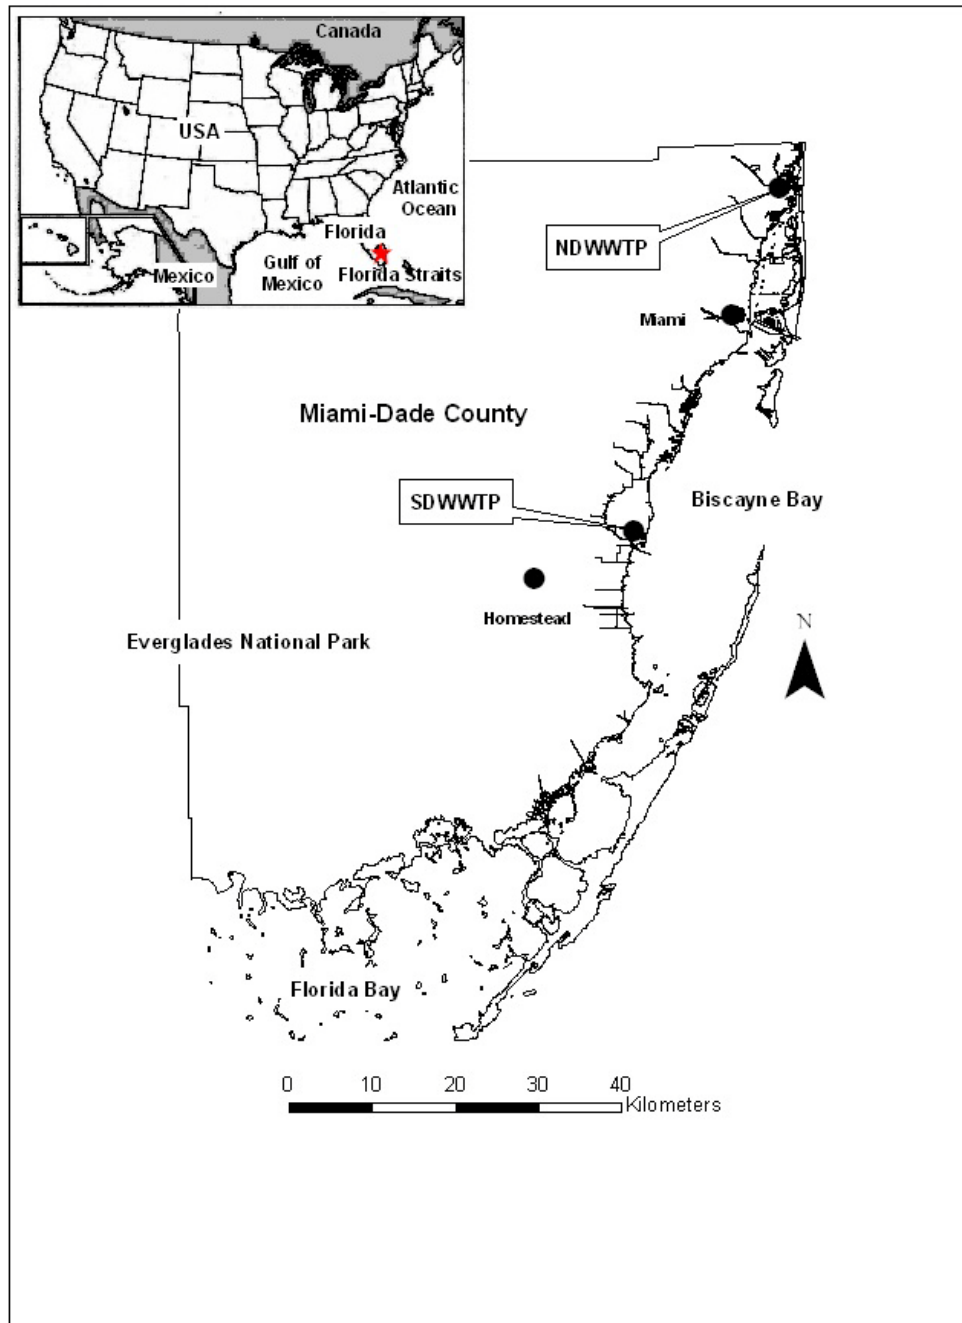 Canada
USA
Atlantic
Ocean
Florida
Gulf of
Mexico
Florida Straits
Mexico
NDWWTP
Miami
Miami-Dade County
SDWWTP
Biscayne Bay
Homestead
N
Everglades National Park
Florida Bay
0 10 20 30 40
Kilometers